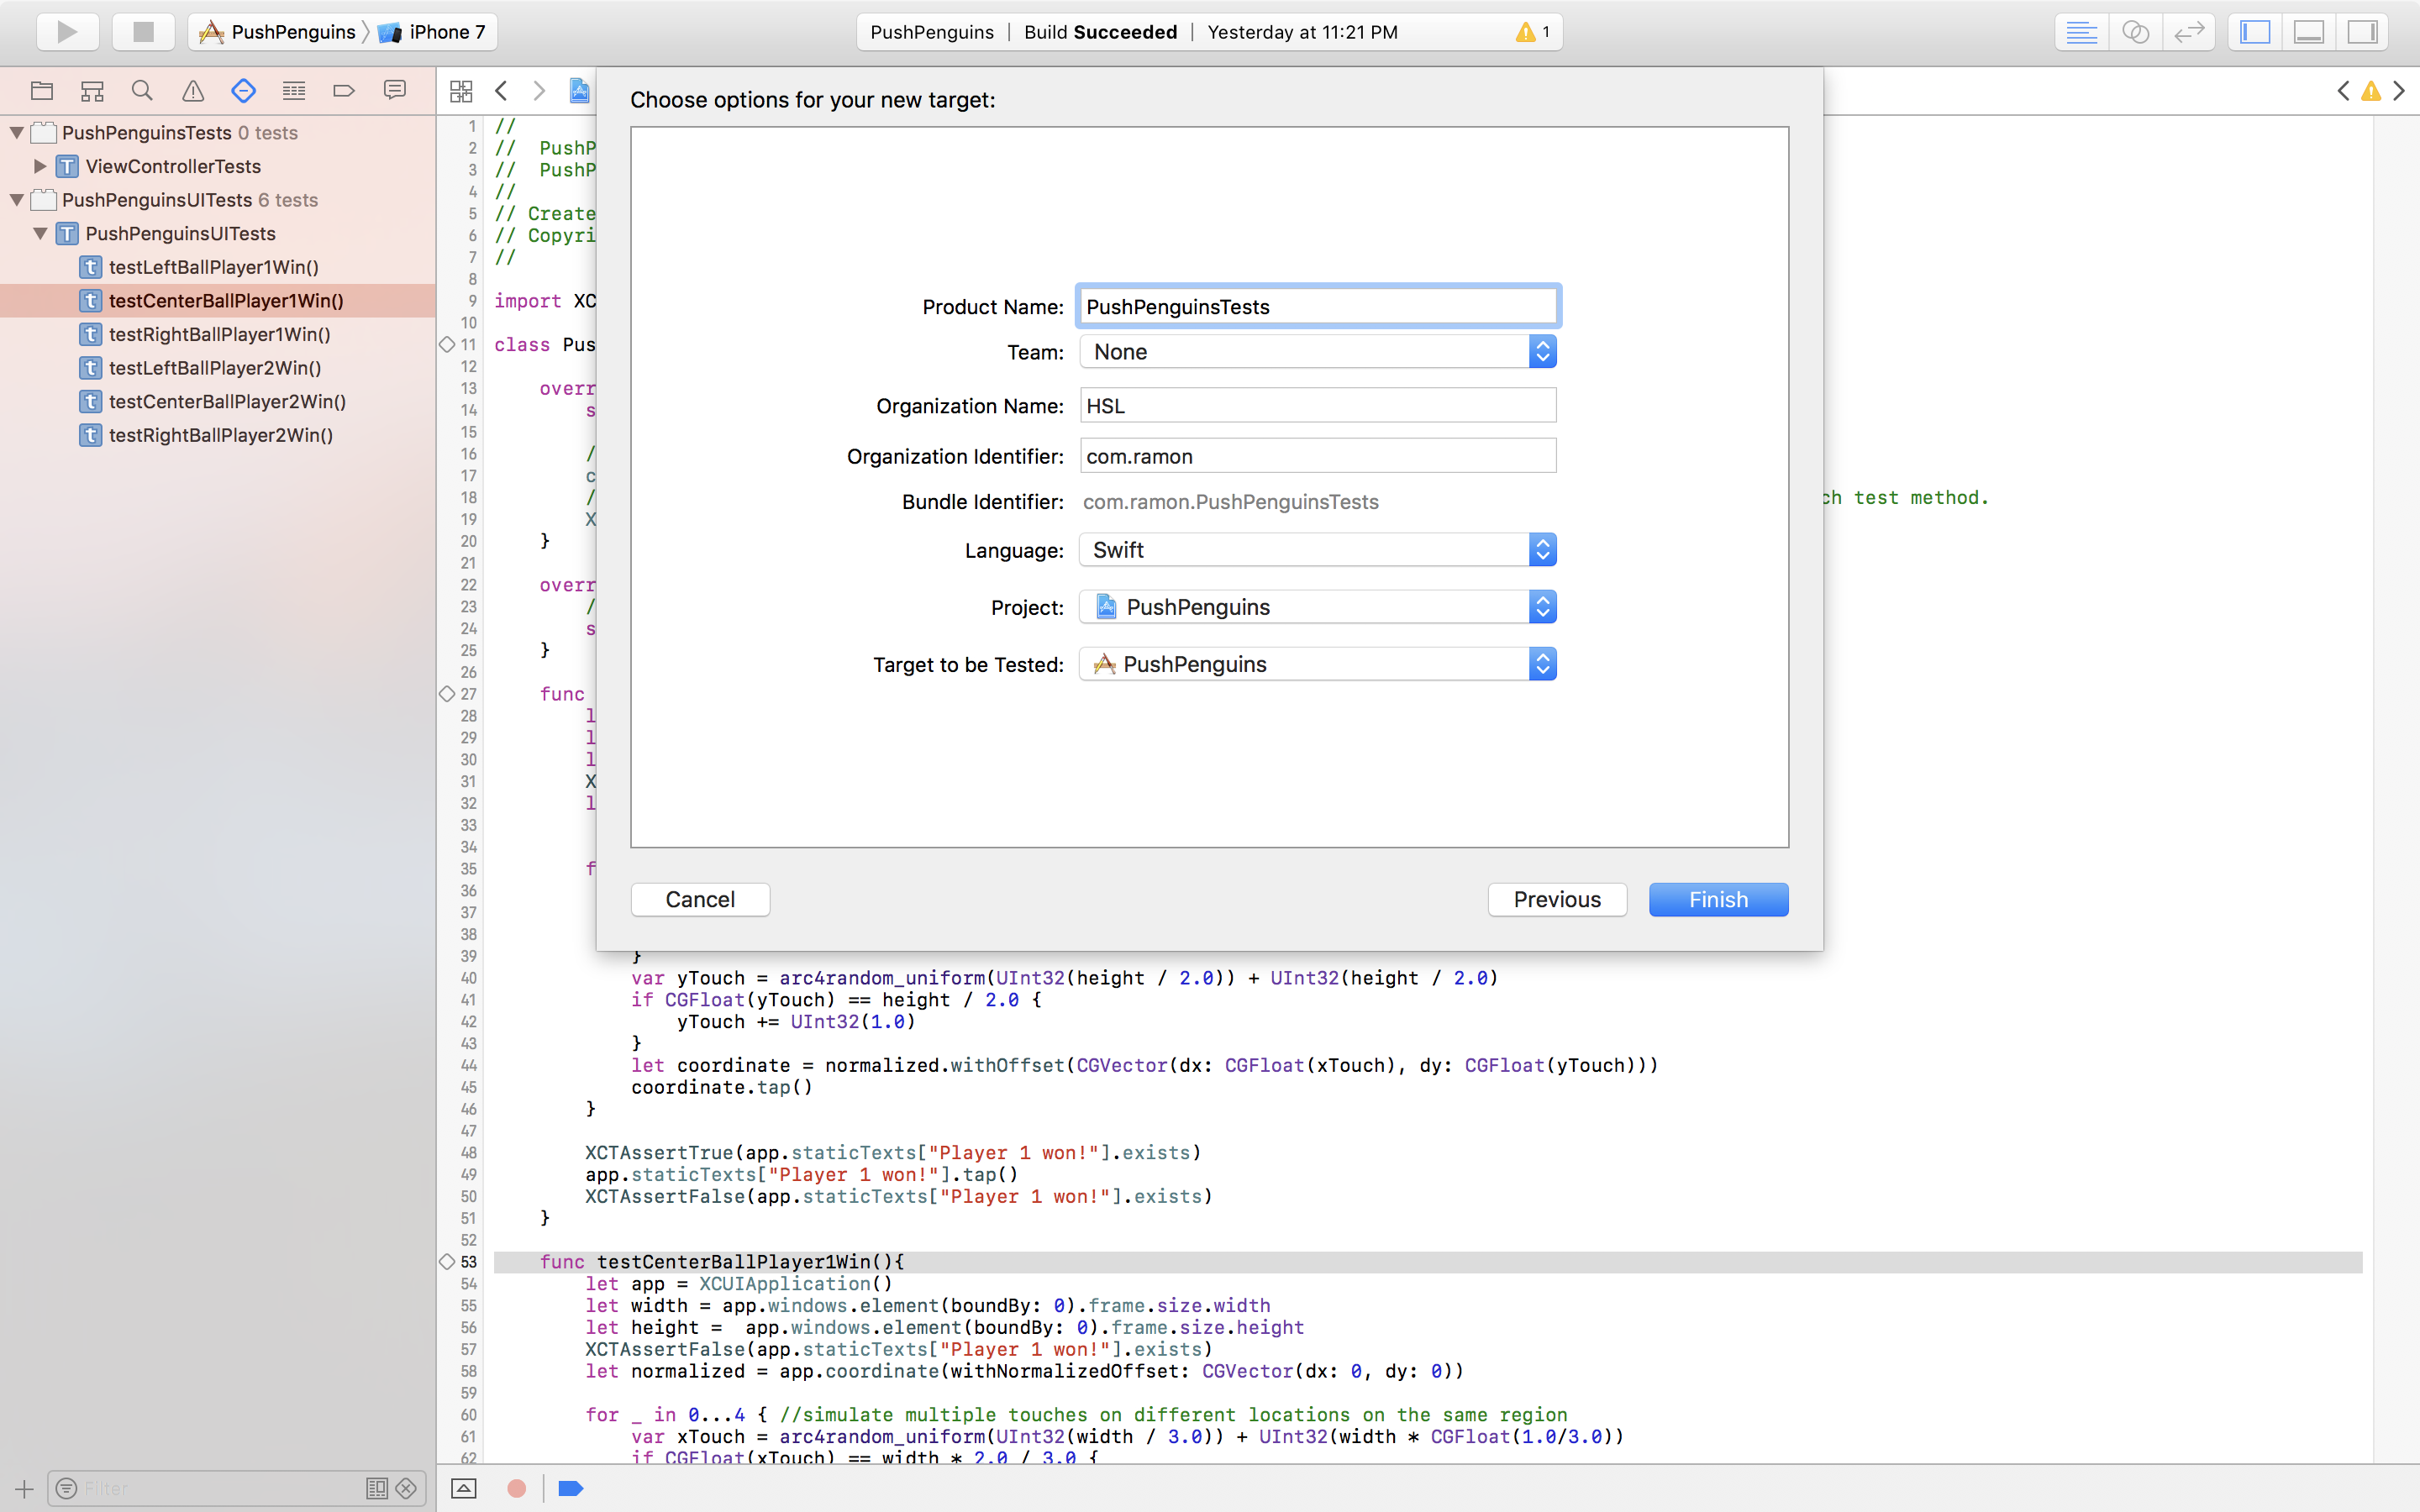 PushPenguins iPhone 7
PushPenguins | Build Succeeded | Yesterday at 11:21 PM 1
PushPenguinsTests 0 tests
ViewControllerTests
PushPenguinsUITests 6 tests
PushPenguinsUITests
testLeftBallPlayer1Win()
testCenterBallPlayer1Win()
testRightBallPlayer1Win()
testLeftBallPlayer2Win()
testCenterBallPlayer2Win()
testRightBallPlayer2Win()
Filter
Choose options for your new target:
Product Name: PushPenguinsTests
Team: None
Organization Name: HSL
Organization Identifier: com.ramon
Bundle Identifier: com.ramon.PushPenguinsTests
Language: Swift
Project: PushPenguins
Target to be Tested: PushPenguins
Cancel Previous Finish
1 //
2 // PushP
3 // PushP
4 //
5 // Create
6 // Copyri
7 //
8
9 import XC
10
11 class Pus
12
13 overr
14 s
15
16 /
17 c
18 / ch test method.
19 X
20 }
21
22 overr
23 /
24 s
25 }
26
27 func
28 l
29 l
30 l
31 X
32 l
33
34
35 f
36
37
38
39 }
40 var yTouch = arc4random_uniform(UInt32(height / 2.0)) + UInt32(height / 2.0)
41 if CGFloat(yTouch) == height / 2.0 {
42 yTouch += UInt32(1.0)
43 }
44 let coordinate = normalized.withOffset(CGVector(dx: CGFloat(xTouch), dy: CGFloat(yTouch)))
45 coordinate.tap()
46 }
47
48 XCTAssertTrue(app.staticTexts["Player 1 won!"].exists)
49 app.staticTexts["Player 1 won!"].tap()
50 XCTAssertFalse(app.staticTexts["Player 1 won!"].exists)
51 }
52
53 func testCenterBallPlayer1Win(){
54 let app = XCUIApplication()
55 let width = app.windows.element(boundBy: 0).frame.size.width
56 let height =  app.windows.element(boundBy: 0).frame.size.height
57 XCTAssertFalse(app.staticTexts["Player 1 won!"].exists)
58 let normalized = app.coordinate(withNormalizedOffset: CGVector(dx: 0, dy: 0))
59
60 for _ in 0...4 { //simulate multiple touches on different locations on the same region
61 var xTouch = arc4random_uniform(UInt32(width / 3.0)) + UInt32(width * CGFloat(1.0/3.0))
62 if CGFloat(xTouch) == width * 2.0 / 3.0 {